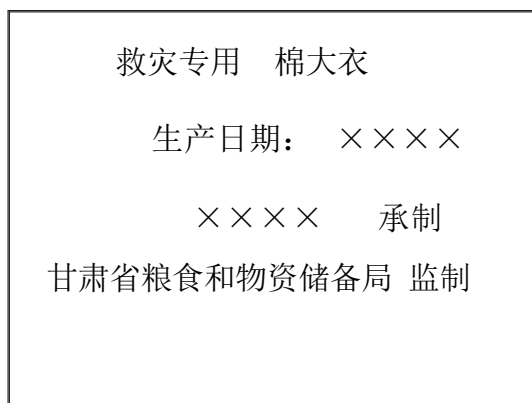 救灾专用 棉大衣
生产日期： ××××
×××× 承制
甘肃省粮食和物资储备局 监制